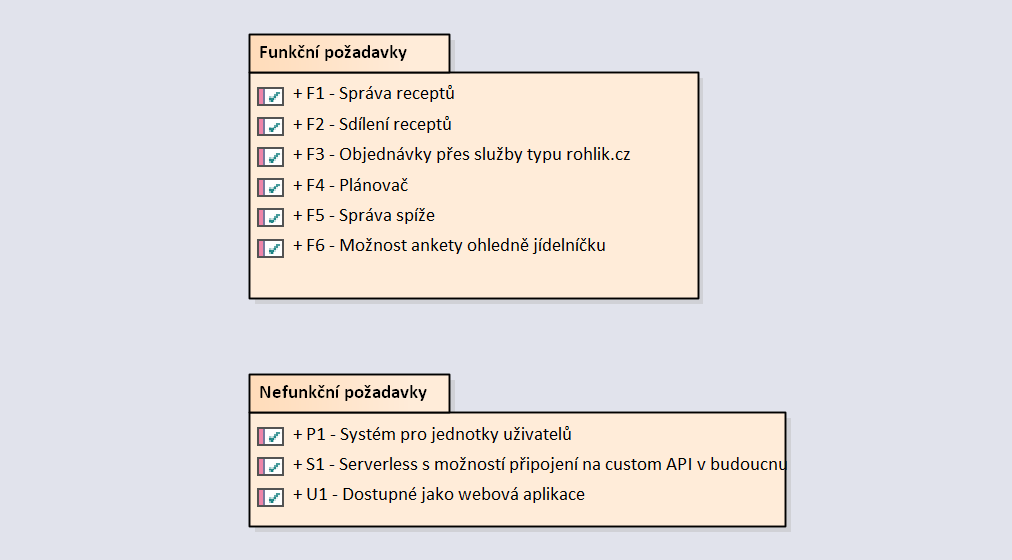 Funkční požadavky
+ F1 - Správa receptů
+ F2 - Sdílení receptů
+ F3 - Objednávky přes služby typu rohlik.cz
+ F4 - Plánovač
+ F5 - Správa spíže
+ F6 - Možnost ankety ohledně jídelníčku
Nefunkční požadavky
+ P1 - Systém pro jednotky uživatelů
+ S1 - Serverless s možností připojení na custom API v budoucnu
+ U1 - Dostupné jako webová aplikace